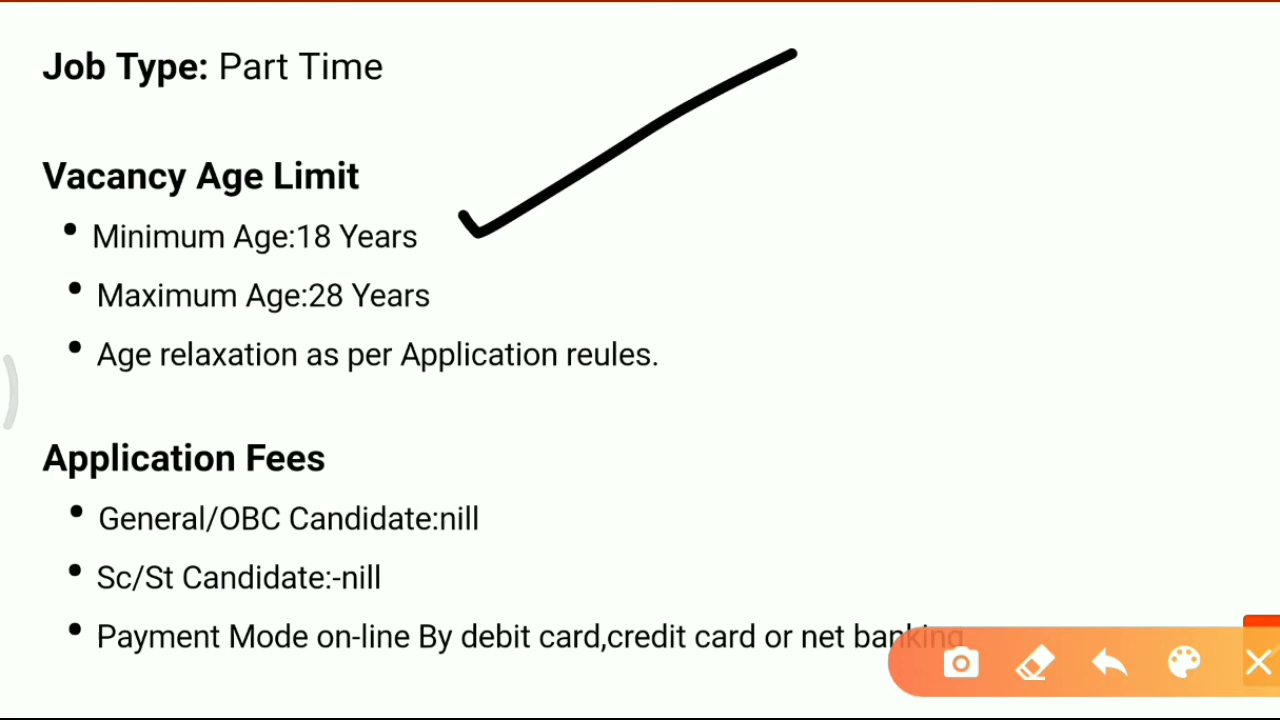 Job Type: Part Time
Vacancy Age Limit
Minimum Age:18 Years
Maximum Age:28 Years
Age relaxation as per Application reules.
Application Fees
General/OBC Candidate:nill
Sc/St Candidate:-nill
Payment Mode on-line By debit card,credit card or net banking